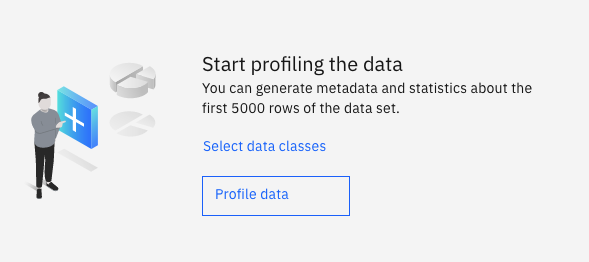 Start profiling the data
You can generate metadata and statistics about the
first 5000 rows of the data set.
Select data classes
Profile data